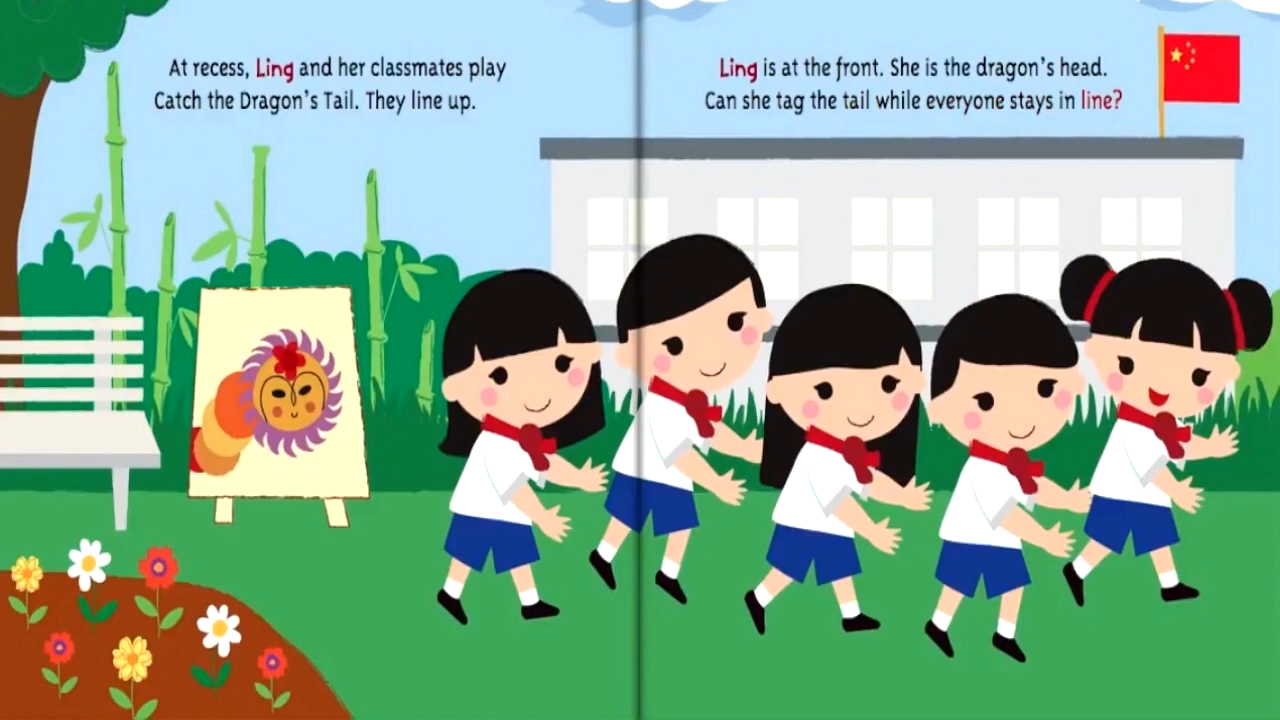 At recess, Ling and her classmates play
Catch the Dragon's Tail. They line up.
Ling is at the front. She is the dragon's head.
Can she tag the tail while everyone stays in line?